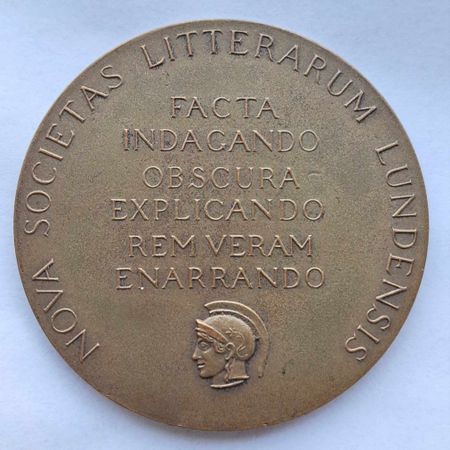 NOVA SOCIETAS LITTERARUM LUNDENSIS
FACTA
INDAGANDO
OBSCURA
EXPLICANDO
REM VERAM
ENARRANDO